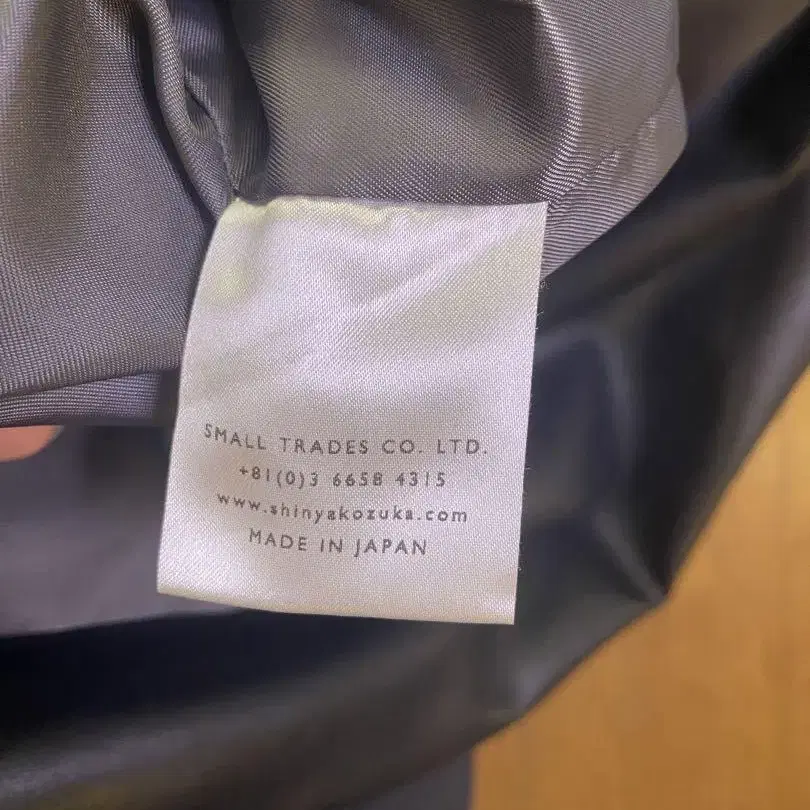 SMALL TRADES CO. LTD.
+81(0)3 6658 4315
www.shinyakozuka.com
MADE IN JAPAN